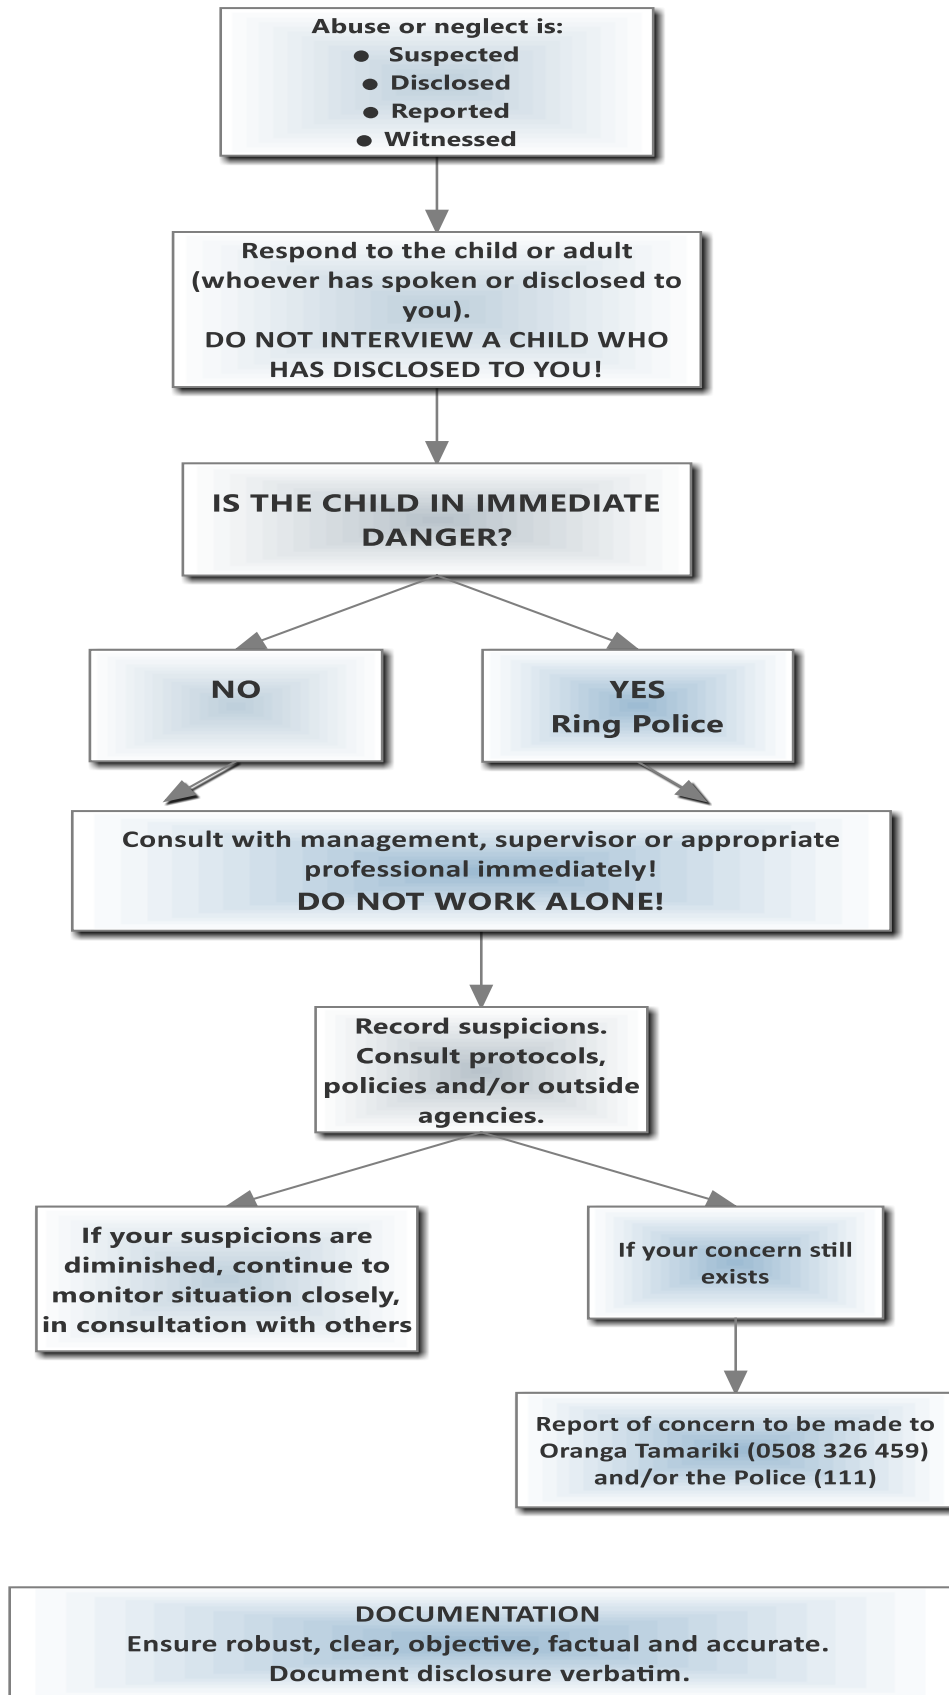 Abuse or neglect is:
● Suspected
● Disclosed
● Reported
● Witnessed
Respond to the child or adult
(whoever has spoken or disclosed to
you).
DO NOT INTERVIEW A CHILD WHO
HAS DISCLOSED TO YOU!
IS THE CHILD IN IMMEDIATE
DANGER?
NO
YES
Ring Police
Consult with management, supervisor or appropriate
professional immediately!
DO NOT WORK ALONE!
Record suspicions.
Consult protocols,
policies and/or outside
agencies.
If your suspicions are
diminished, continue to
monitor situation closely,
in consultation with others
If your concern still
exists
Report of concern to be made to
Oranga Tamariki (0508 326 459)
and/or the Police (111)
DOCUMENTATION
Ensure robust, clear, objective, factual and accurate.
Document disclosure verbatim.